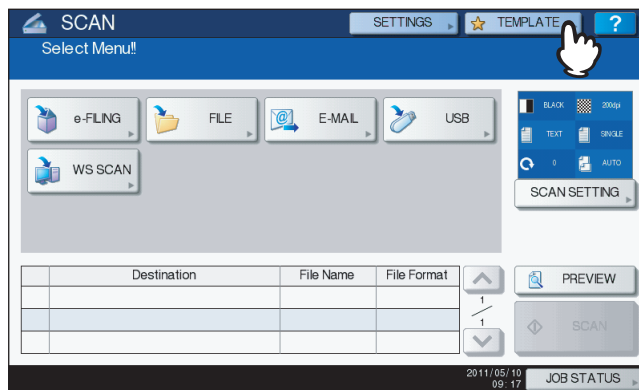 SCAN
SETTINGS
TEMPLATE
?
Select Menu!!
e-FILING
FILE
E-MAIL
USB
WS SCAN
BLACK
200dpi
TEXT
SINGLE
0
AUTO
SCAN SETTING
Destination
File Name
File Format
1
1
PREVIEW
SCAN
2011/05/10
09:17
JOB STATUS